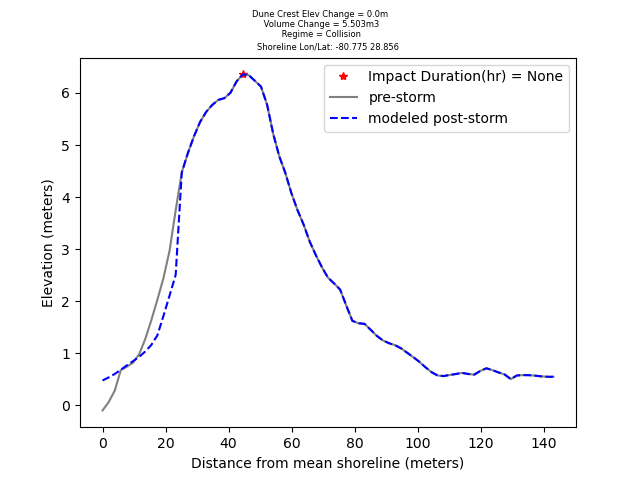 Dune Crest Elev Change = 0.0m
Volume Change = 5.503m3
Regime = Collision
Shoreline Lon/Lat: -80.775 28.856
Impact Duration(hr) = None
pre-storm
modeled post-storm
Elevation (meters)
6
5
4
3
2
1
0
0 20 40 60 80 100 120 140
Distance from mean shoreline (meters)